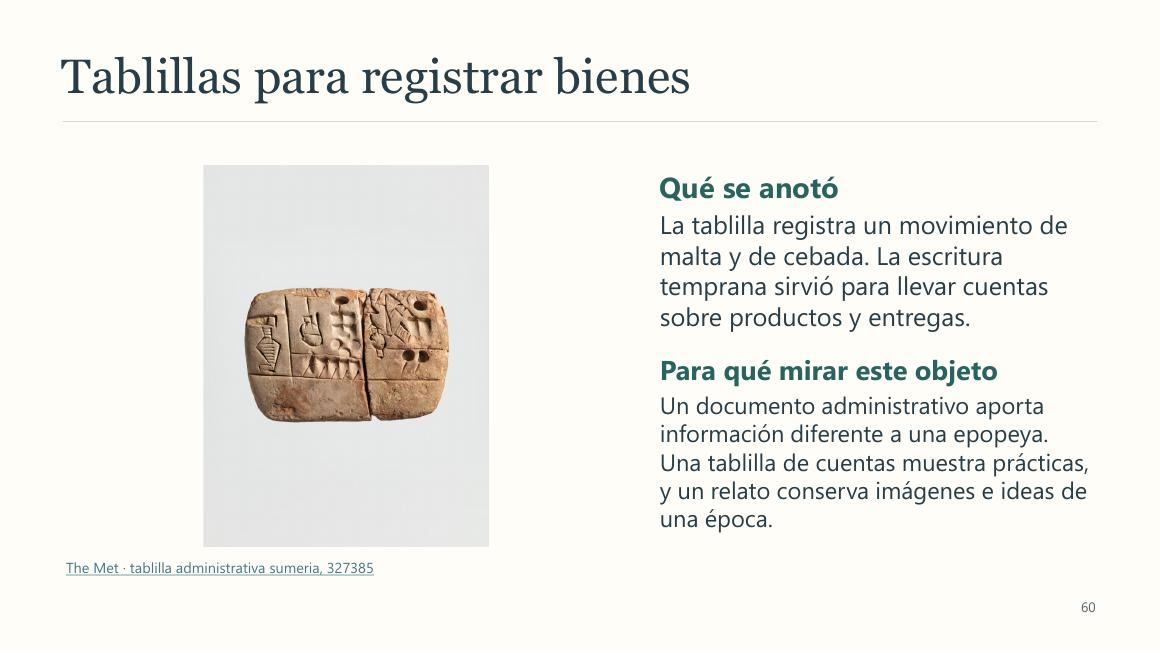 Tablillas para registrar bienes
Qué se anotó
La tablilla registra un movimiento de
malta y de cebada. La escritura
temprana sirvió para llevar cuentas
sobre productos y entregas.
Para qué mirar este objeto
Un documento administrativo aporta
información diferente a una epopeya.
Una tablilla de cuentas muestra prácticas,
y un relato conserva imágenes e ideas de
una época.
The Met · tablilla administrativa sumeria, 327385
60